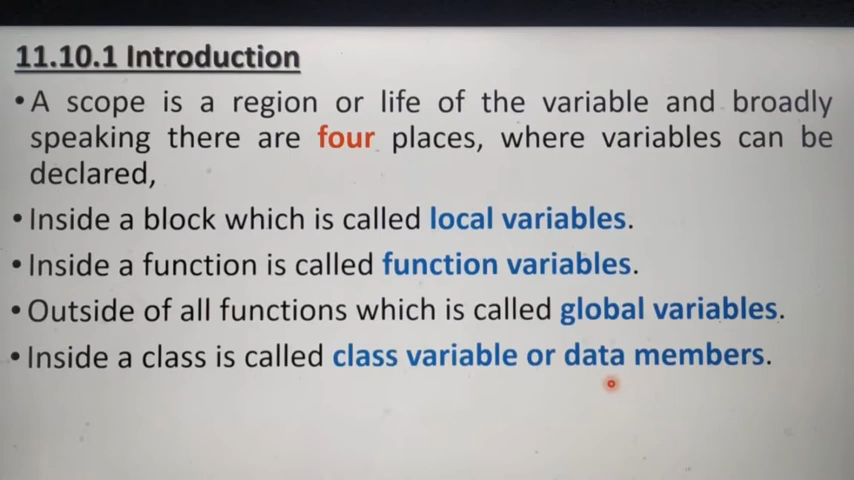 11.10.1 Introduction
•A scope is a region or life of the variable and broadly
speaking there are four places, where variables can be
declared,
•Inside a block which is called local variables.
•Inside a function is called function variables.
•Outside of all functions which is called global variables.
•Inside a class is called class variable or data members.